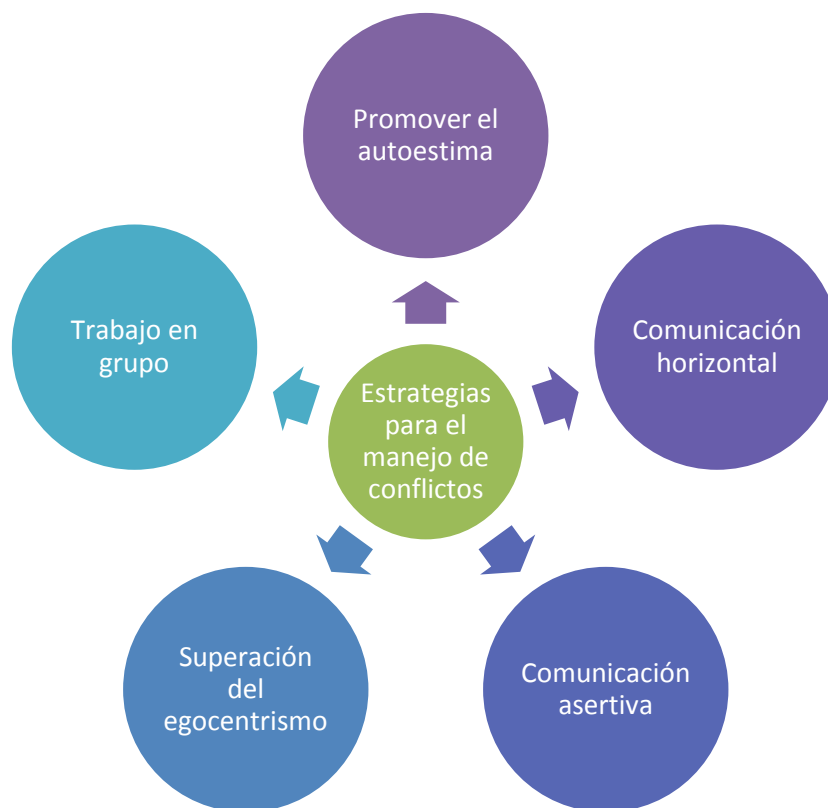 Promover el
autoestima
Comunicación
horizontal
Comunicación
asertiva
Superación
del
egocentrismo
Trabajo en
grupo
Estrategias
para el
manejo de
conflictos